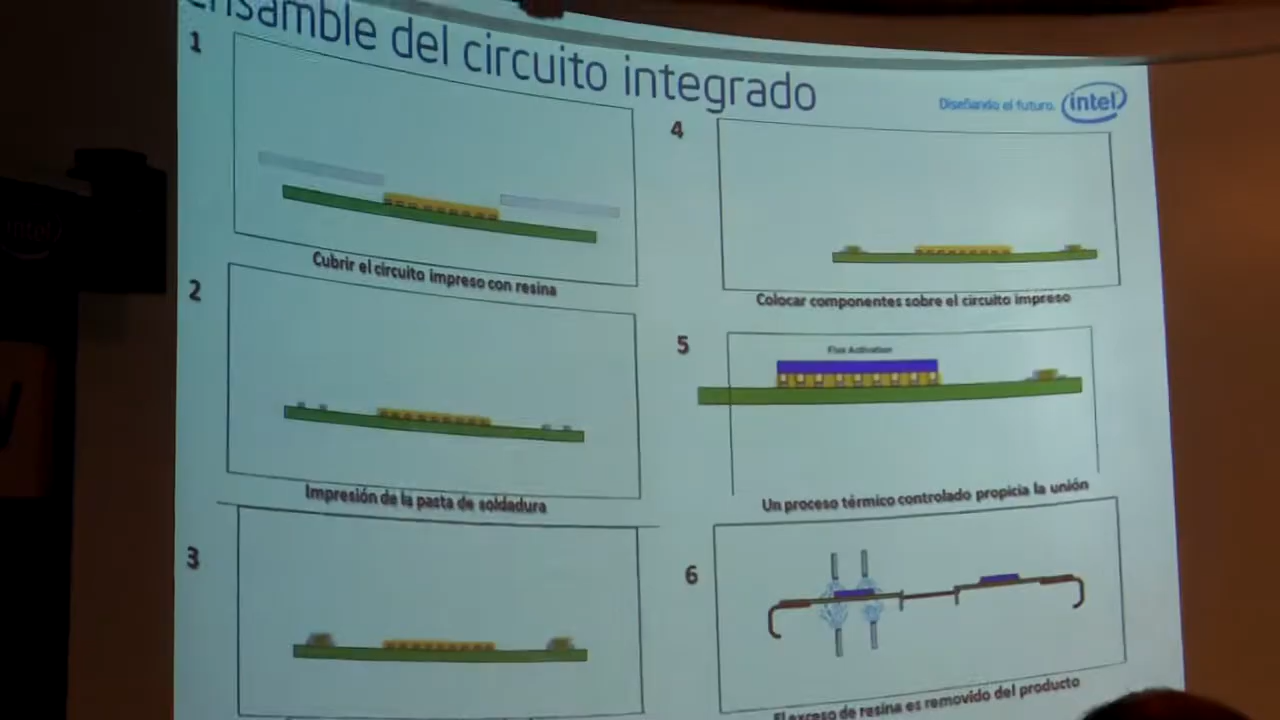 ensamble del circuito integrado
Diseñando el futuro.
intel
1
Cubrir el circuito impreso con resina
2
Impresión de la pasta de soldadura
3
4
Colocar componentes sobre el circuito impreso
5
Flux Activation
Un proceso térmico controlado propicia la unión
6
El exceso de resina es removido del producto
intel